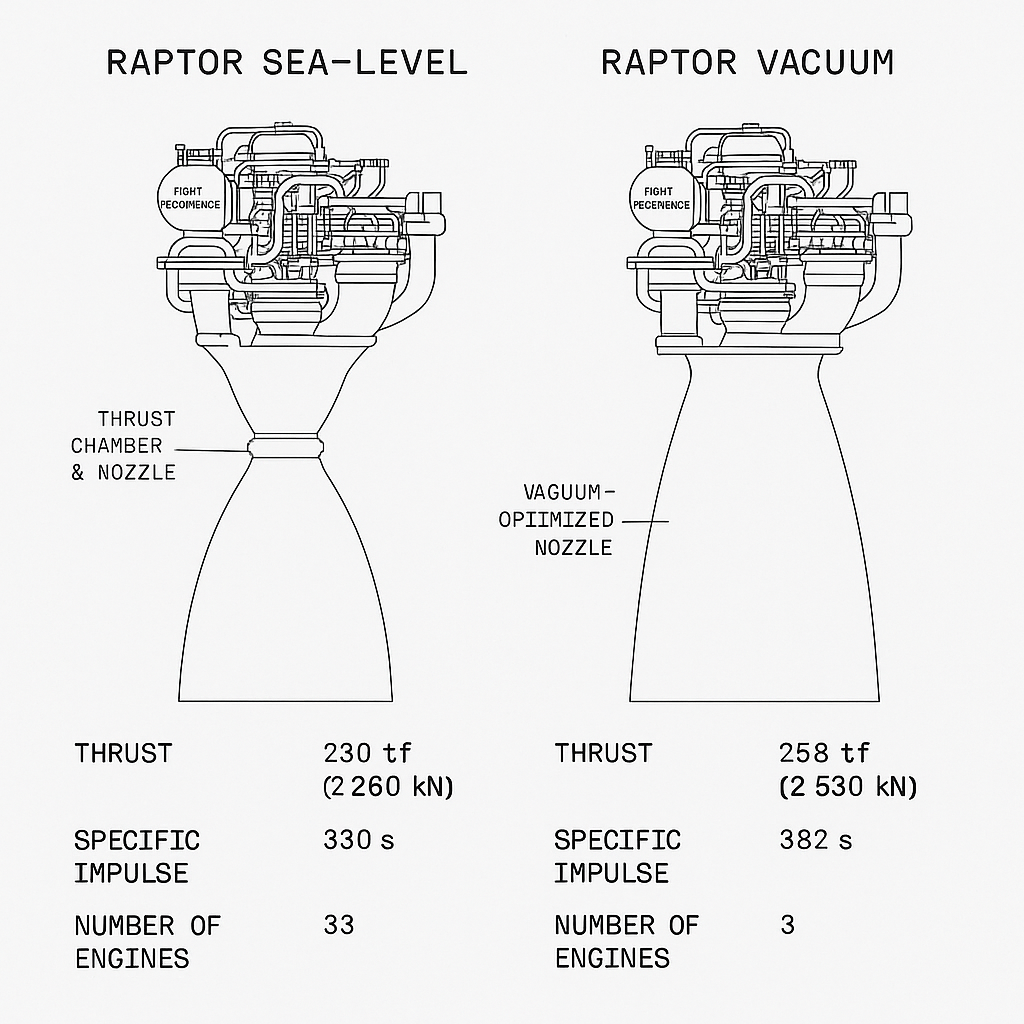 RAPTOR SEA-LEVEL
RAPTOR VACUUM
FIGHT
PECOIMENCE
FIGHT
PECEINENCE
THRUST
CHAMBER
& NOZZLE
VAGUUM-
OPIIMIZED
NOZZLE
THRUST 230 tf
(2 260 kN)
SPECIFIC 330 s
IMPULSE
NUMBER OF 33
ENGINES
THRUST 258 tf
(2 530 kN)
SPECIFIC 382 s
IMPULSE
NUMBER OF 3
ENGINES